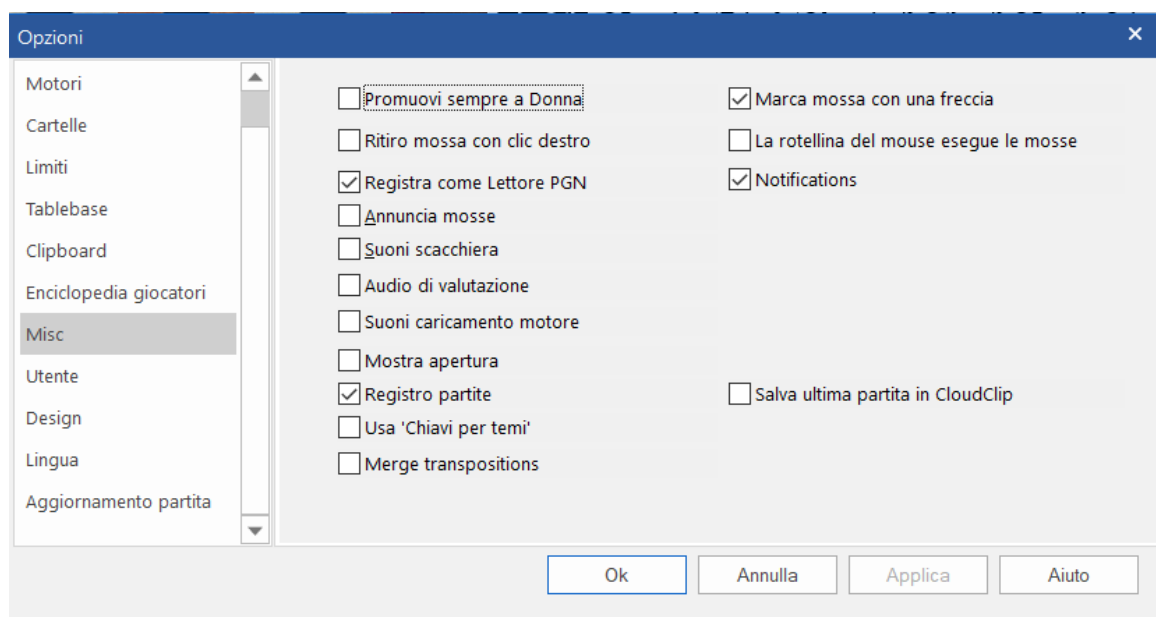 Opzioni
Motori
Cartelle
Limiti
Tablebase
Clipboard
Enciclopedia giocatori
Misc
Utente
Design
Lingua
Aggiornamento partita
Promuovi sempre a Donna
Ritiro mossa con clic destro
Registra come Lettore PGN
Annuncia mosse
Suoni scacchiera
Audio di valutazione
Suoni caricamento motore
Mostra apertura
Registro partite
Usa 'Chiavi per temi'
Merge transpositions
Marca mossa con una freccia
La rotellina del mouse esegue le mosse
Notifications
Salva ultima partita in CloudClip
Ok
Annulla
Applica
Aiuto